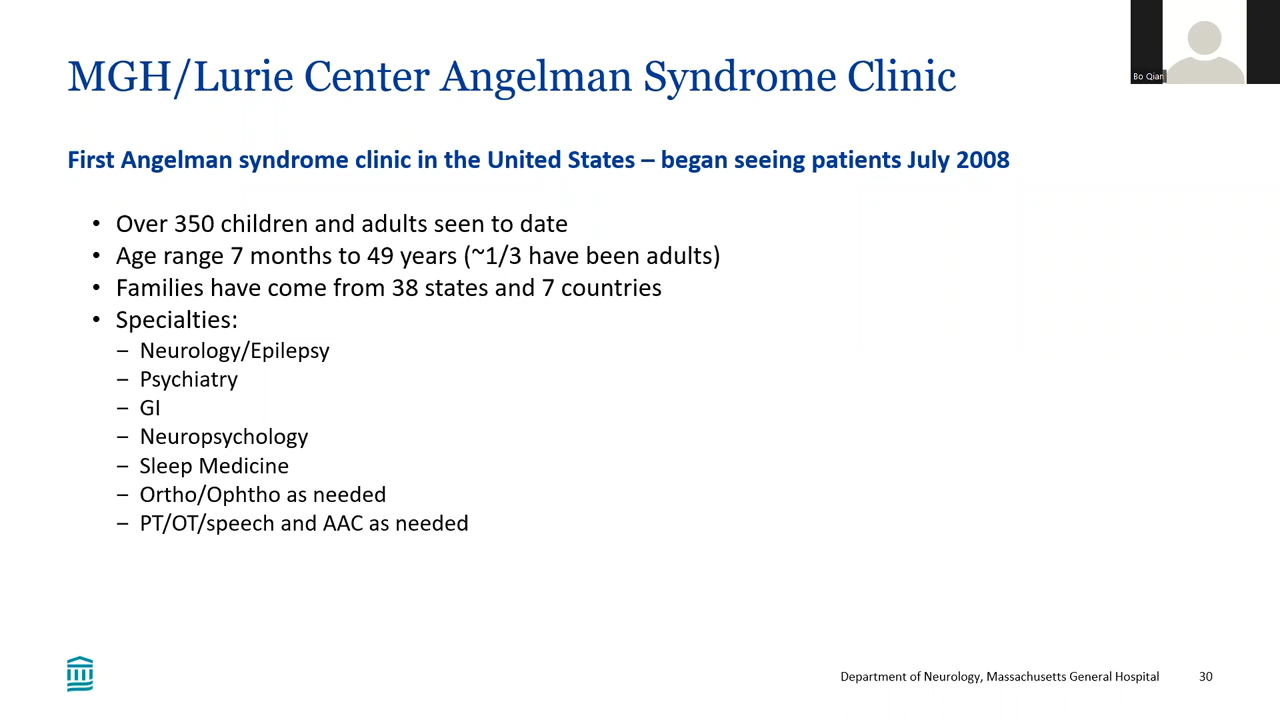 MGH/Lurie Center Angelman Syndrome Clinic
Bo Qian
First Angelman syndrome clinic in the United States – began seeing patients July 2008
• Over 350 children and adults seen to date
• Age range 7 months to 49 years (~1/3 have been adults)
• Families have come from 38 states and 7 countries
• Specialties:
– Neurology/Epilepsy
– Psychiatry
– GI
– Neuropsychology
– Sleep Medicine
– Ortho/Ophtho as needed
– PT/OT/speech and AAC as needed
Department of Neurology, Massachusetts General Hospital 30